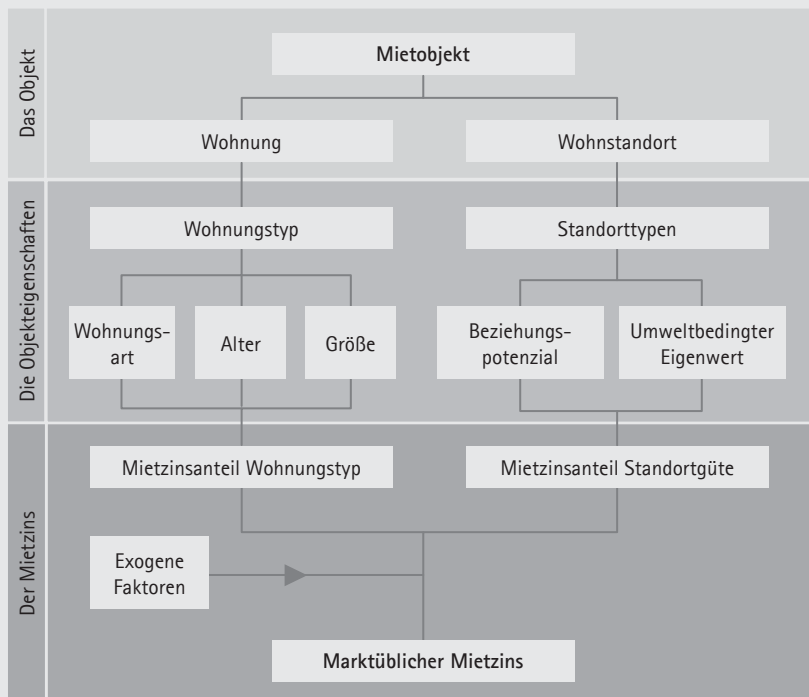 Das Objekt
Mietobjekt
Wohnung
Wohnstandort
Die Objekteigenschaften
Wohnungstyp
Standorttypen
Wohnungs-
art
Alter
Größe
Beziehungs-
potenzial
Umweltbedingter
Eigenwert
Der Mietzins
Mietzinsanteil Wohnungstyp
Mietzinsanteil Standortgüte
Exogene
Faktoren
Marktüblicher Mietzins